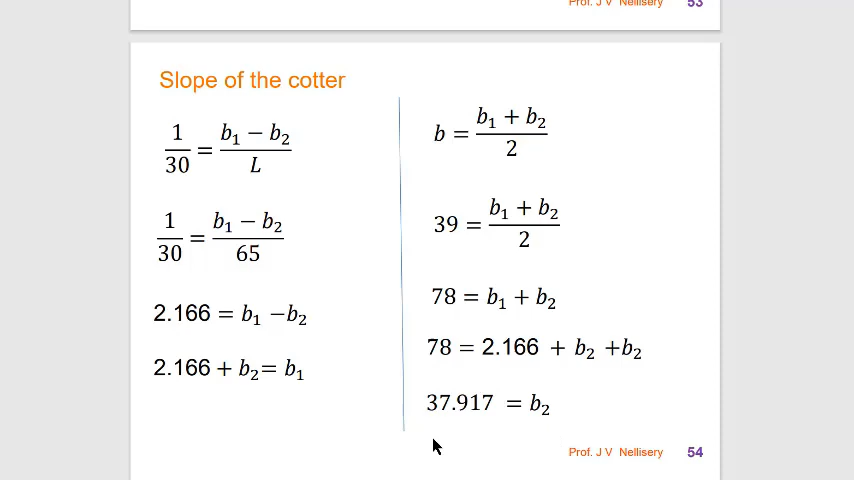 Prof. J V Nellisery 53
Slope of the cotter
1/30 = (b₁ − b₂)/L
1/30 = (b₁ − b₂)/65
2.166 = b₁ −b₂
2.166 + b₂= b₁
b = (b₁ + b₂)/2
39 = (b₁ + b₂)/2
78 = b₁ + b₂
78 = 2.166 + b₂ +b₂
37.917 = b₂
Prof. J V Nellisery 54